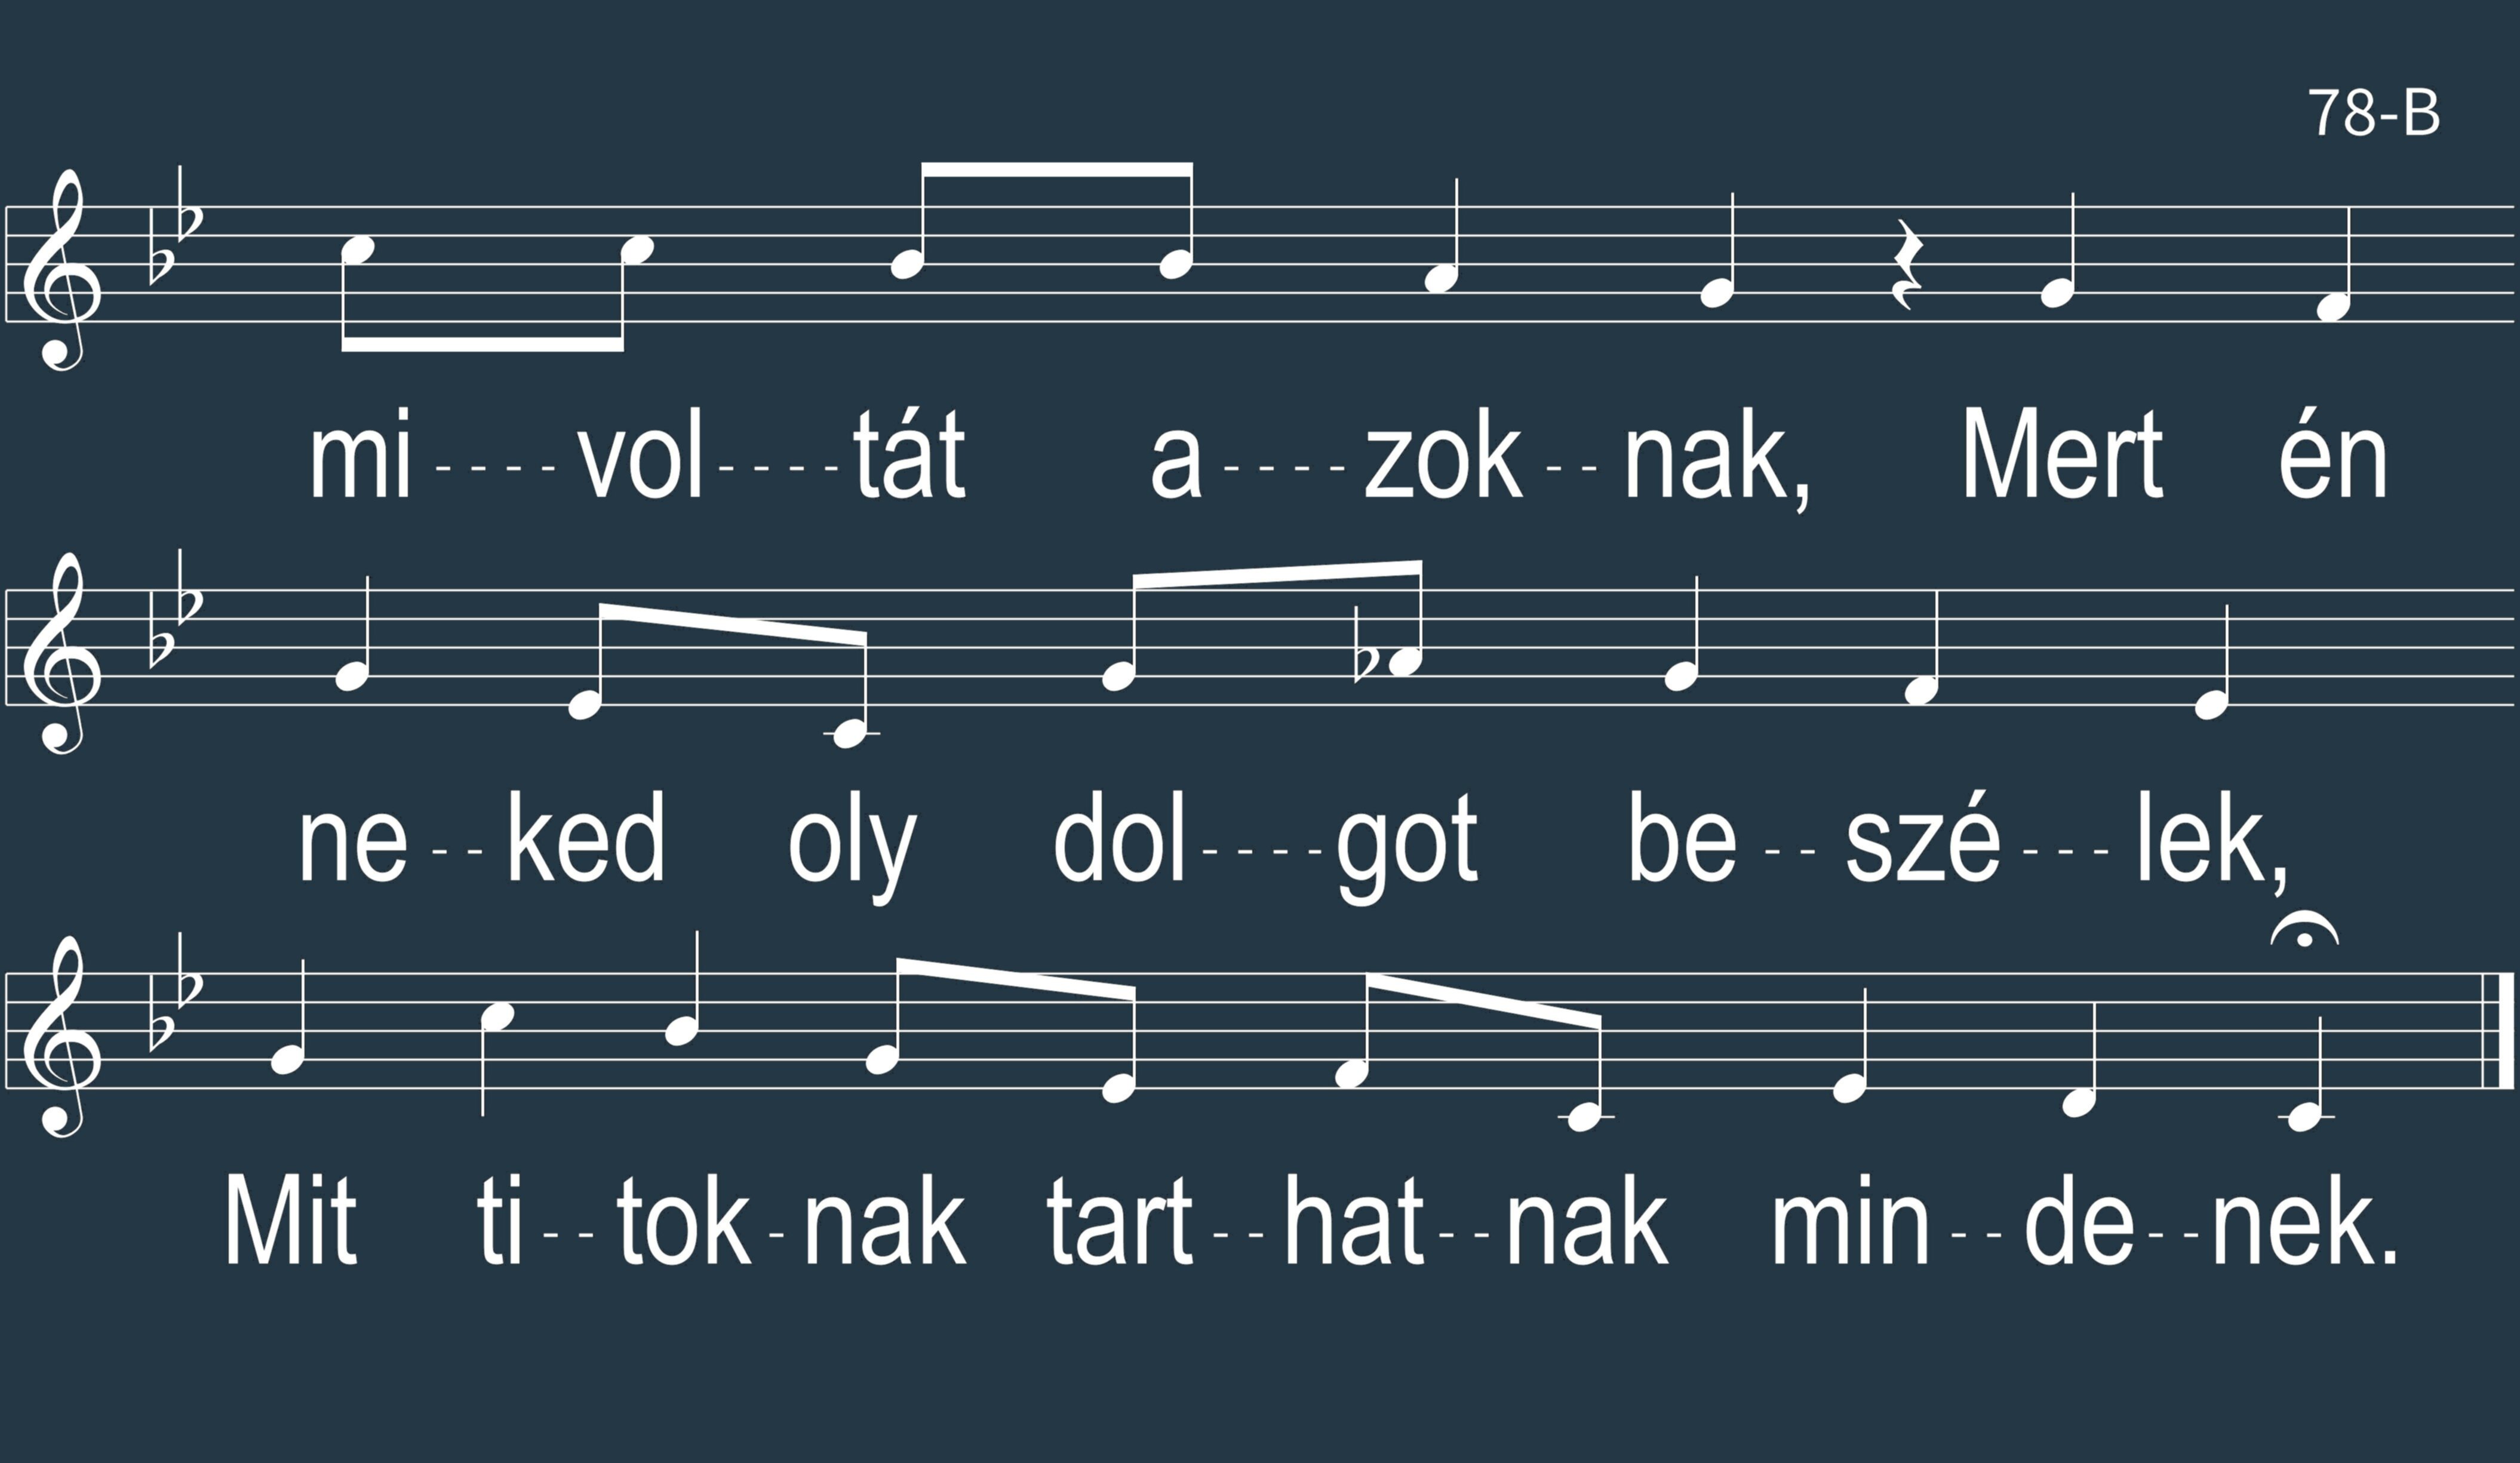 78-B
mi----vol----tát a----zok--nak, Mert én
ne--ked oly dol----got be--szé---lek,
Mit ti--tok-nak tart--hat--nak min--de--nek.